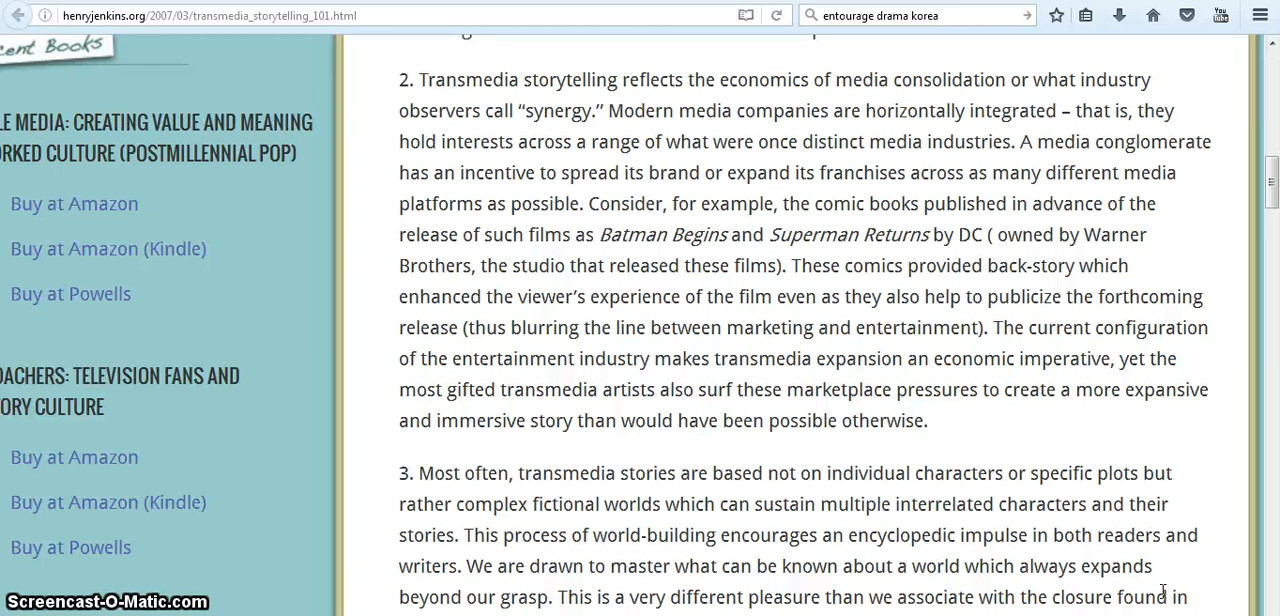 henryjenkins.org/2007/03/transmedia_storytelling_101.html
entourage drama korea
You
Tube
cent Books
LE MEDIA: CREATING VALUE AND MEANING
ORKED CULTURE (POSTMILLENNIAL POP)
Buy at Amazon
Buy at Amazon (Kindle)
Buy at Powells
OACHERS: TELEVISION FANS AND
ORY CULTURE
Buy at Amazon
Buy at Amazon (Kindle)
Buy at Powells
2. Transmedia storytelling reflects the economics of media consolidation or what industry
observers call “synergy.” Modern media companies are horizontally integrated – that is, they
hold interests across a range of what were once distinct media industries. A media conglomerate
has an incentive to spread its brand or expand its franchises across as many different media
platforms as possible. Consider, for example, the comic books published in advance of the
release of such films as Batman Begins and Superman Returns by DC ( owned by Warner
Brothers, the studio that released these films). These comics provided back-story which
enhanced the viewer’s experience of the film even as they also help to publicize the forthcoming
release (thus blurring the line between marketing and entertainment). The current configuration
of the entertainment industry makes transmedia expansion an economic imperative, yet the
most gifted transmedia artists also surf these marketplace pressures to create a more expansive
and immersive story than would have been possible otherwise.
3. Most often, transmedia stories are based not on individual characters or specific plots but
rather complex fictional worlds which can sustain multiple interrelated characters and their
stories. This process of world-building encourages an encyclopedic impulse in both readers and
writers. We are drawn to master what can be known about a world which always expands
beyond our grasp. This is a very different pleasure than we associate with the closure found in
Screencast-O-Matic.com